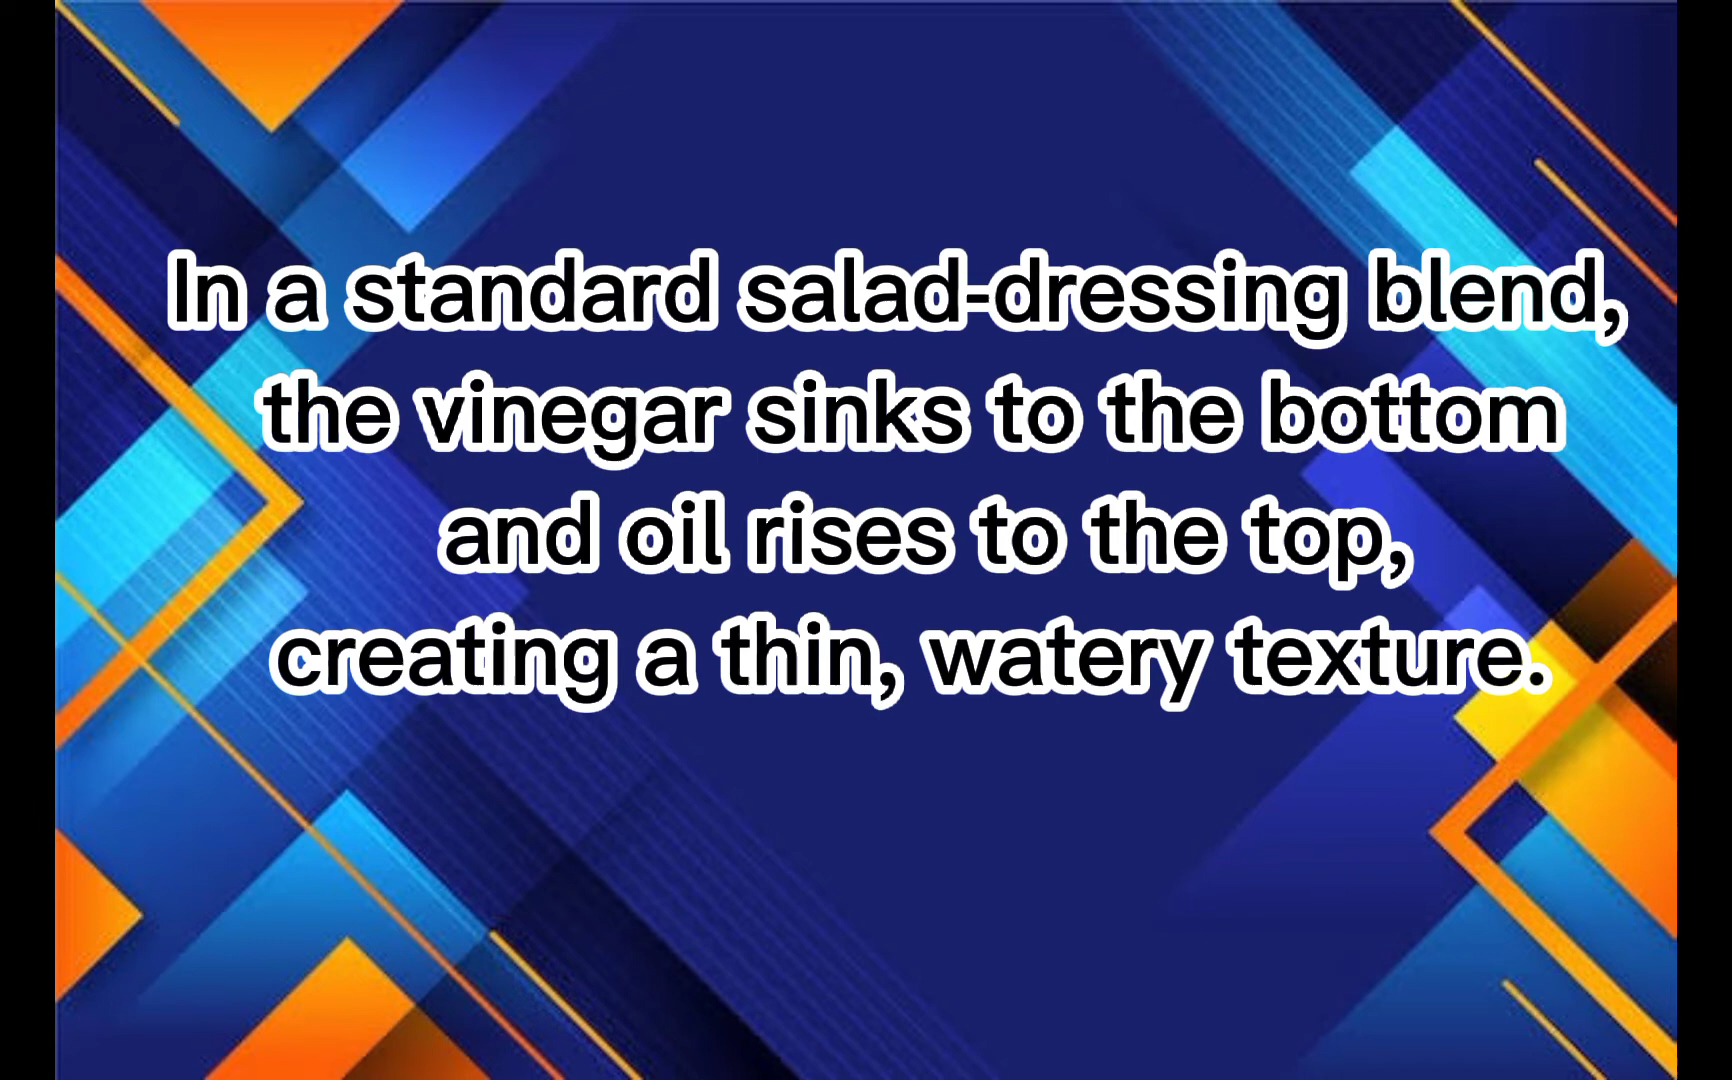 In a standard salad-dressing blend,
the vinegar sinks to the bottom
and oil rises to the top,
creating a thin, watery texture.